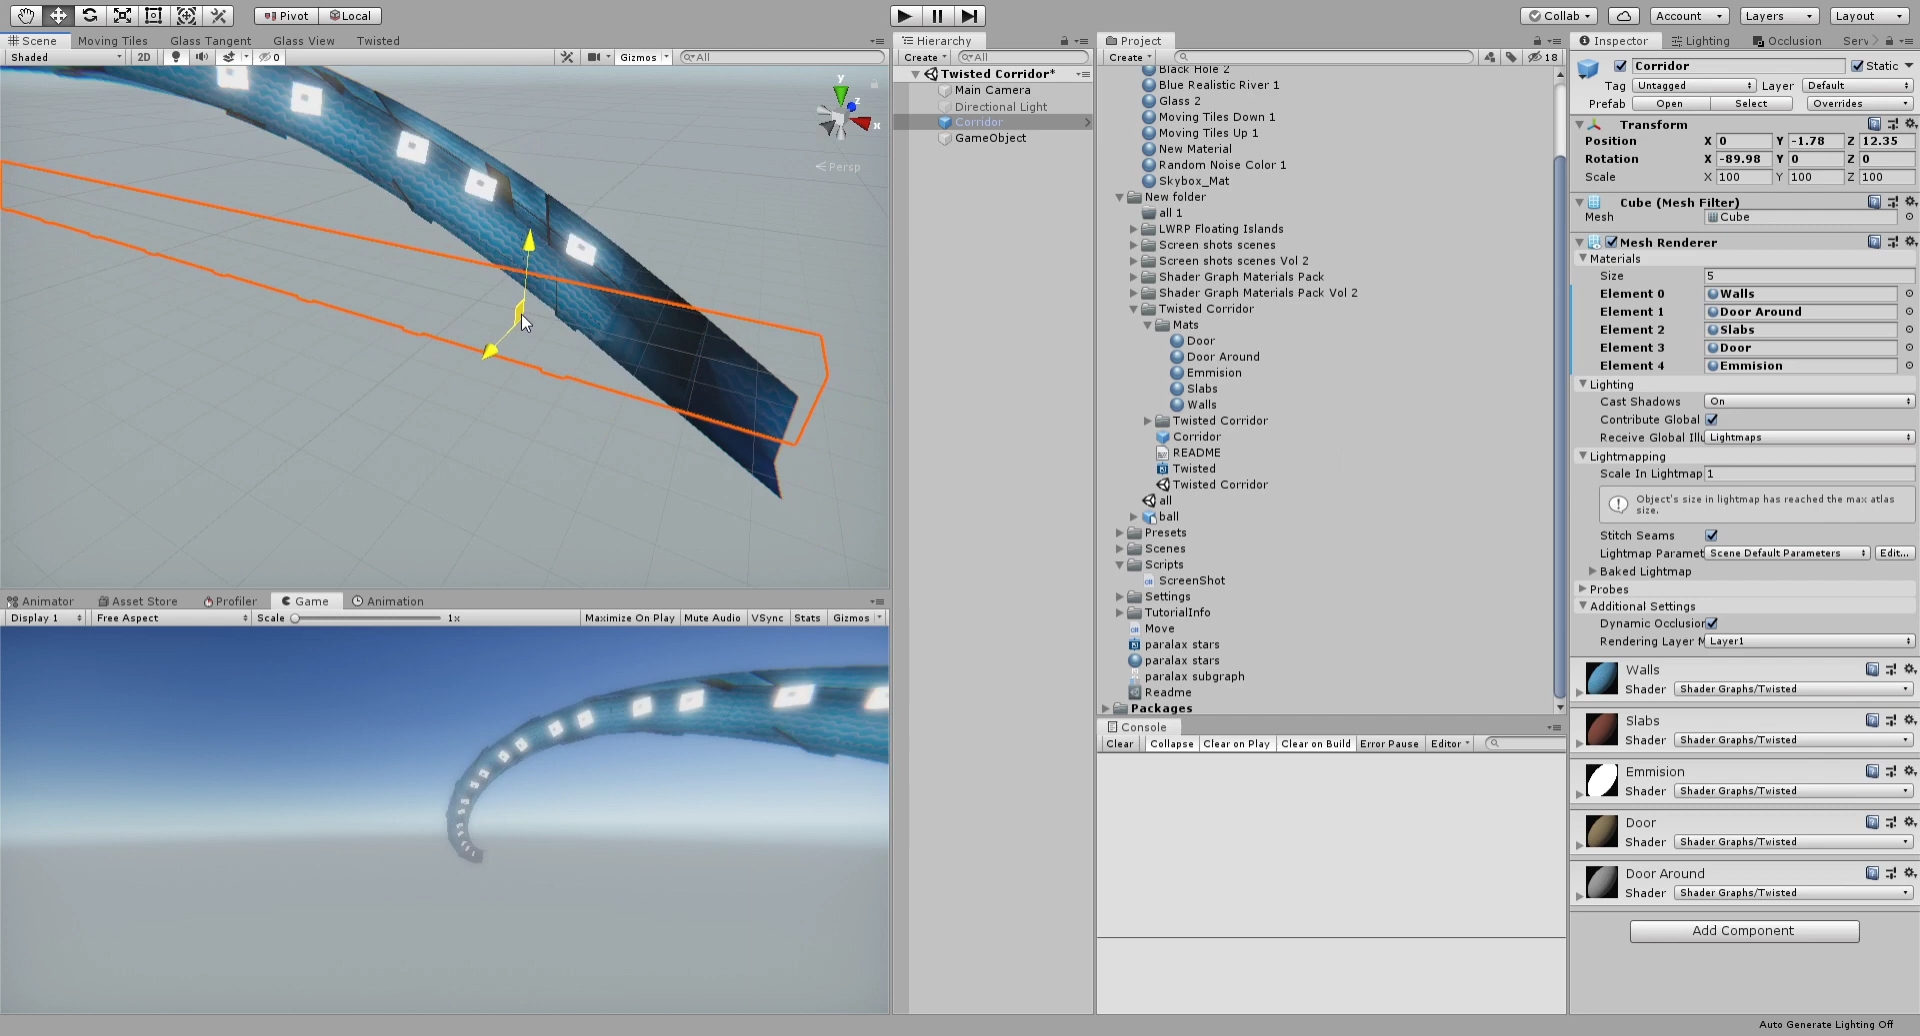 Pivot
Local
Collab
Account
Layers
Layout
Scene
Moving Tiles
Glass Tangent
Glass View
Twisted
Shaded
2D
0
Gizmos
All
y
z
x
Persp
Hierarchy
Create
All
Twisted Corridor*
Main Camera
Directional Light
Corridor
GameObject
Project
Create
18
Black Hole 2
Blue Realistic River 1
Glass 2
Moving Tiles Down 1
Moving Tiles Up 1
New Material
Random Noise Color 1
Skybox_Mat
New folder
all 1
LWRP Floating Islands
Screen shots scenes
Screen shots scenes Vol 2
Shader Graph Materials Pack
Shader Graph Materials Pack Vol 2
Twisted Corridor
Mats
Door
Door Around
Emmision
Slabs
Walls
Twisted Corridor
Corridor
README
Twisted
Twisted Corridor
all
ball
Presets
Scenes
Scripts
ScreenShot
Settings
TutorialInfo
Move
paralax stars
paralax stars
paralax subgraph
Readme
Packages
Console
Clear
Collapse
Clear on Play
Clear on Build
Error Pause
Editor
Animator
Asset Store
Profiler
Game
Animation
Display 1
Free Aspect
Scale
1x
Maximize On Play
Mute Audio
VSync
Stats
Gizmos
Inspector
Lighting
Occlusion
Serv
Corridor
Static
Tag Untagged Layer Default
Prefab Open Select Overrides
Transform
Position X 0 Y -1.78 Z 12.35
Rotation X -89.98 Y 0 Z 0
Scale X 100 Y 100 Z 100
Cube (Mesh Filter)
Mesh Cube
Mesh Renderer
Materials
Size 5
Element 0 Walls
Element 1 Door Around
Element 2 Slabs
Element 3 Door
Element 4 Emmision
Lighting
Cast Shadows On
Contribute Global
Receive Global Illu Lightmaps
Lightmapping
Scale In Lightmap 1
Object's size in lightmap has reached the max atlas
size.
Stitch Seams
Lightmap Paramet Scene Default Parameters Edit...
Baked Lightmap
Probes
Additional Settings
Dynamic Occlusion
Rendering Layer M Layer1
Walls
Shader Shader Graphs/Twisted
Slabs
Shader Shader Graphs/Twisted
Emmision
Shader Shader Graphs/Twisted
Door
Shader Shader Graphs/Twisted
Door Around
Shader Shader Graphs/Twisted
Add Component
Auto Generate Lighting Off